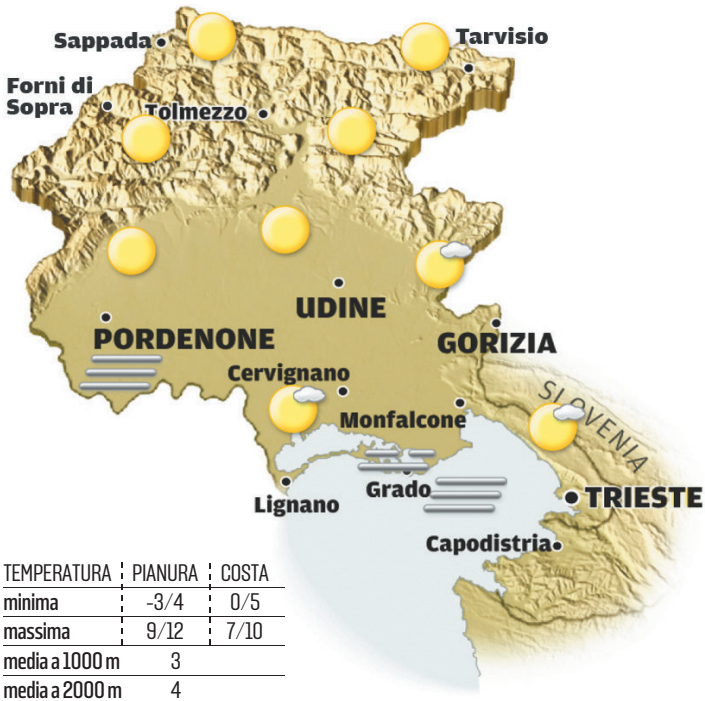 Sappada
Tarvisio
Forni di
Sopra
Tolmezzo
UDINE
PORDENONE
GORIZIA
Cervignano
SLOVENIA
Monfalcone
Grado
Lignano
TRIESTE
Capodistria
TEMPERATURA PIANURA COSTA
minima -3/4 0/5
massima 9/12 7/10
media a 1000 m 3
media a 2000 m 4